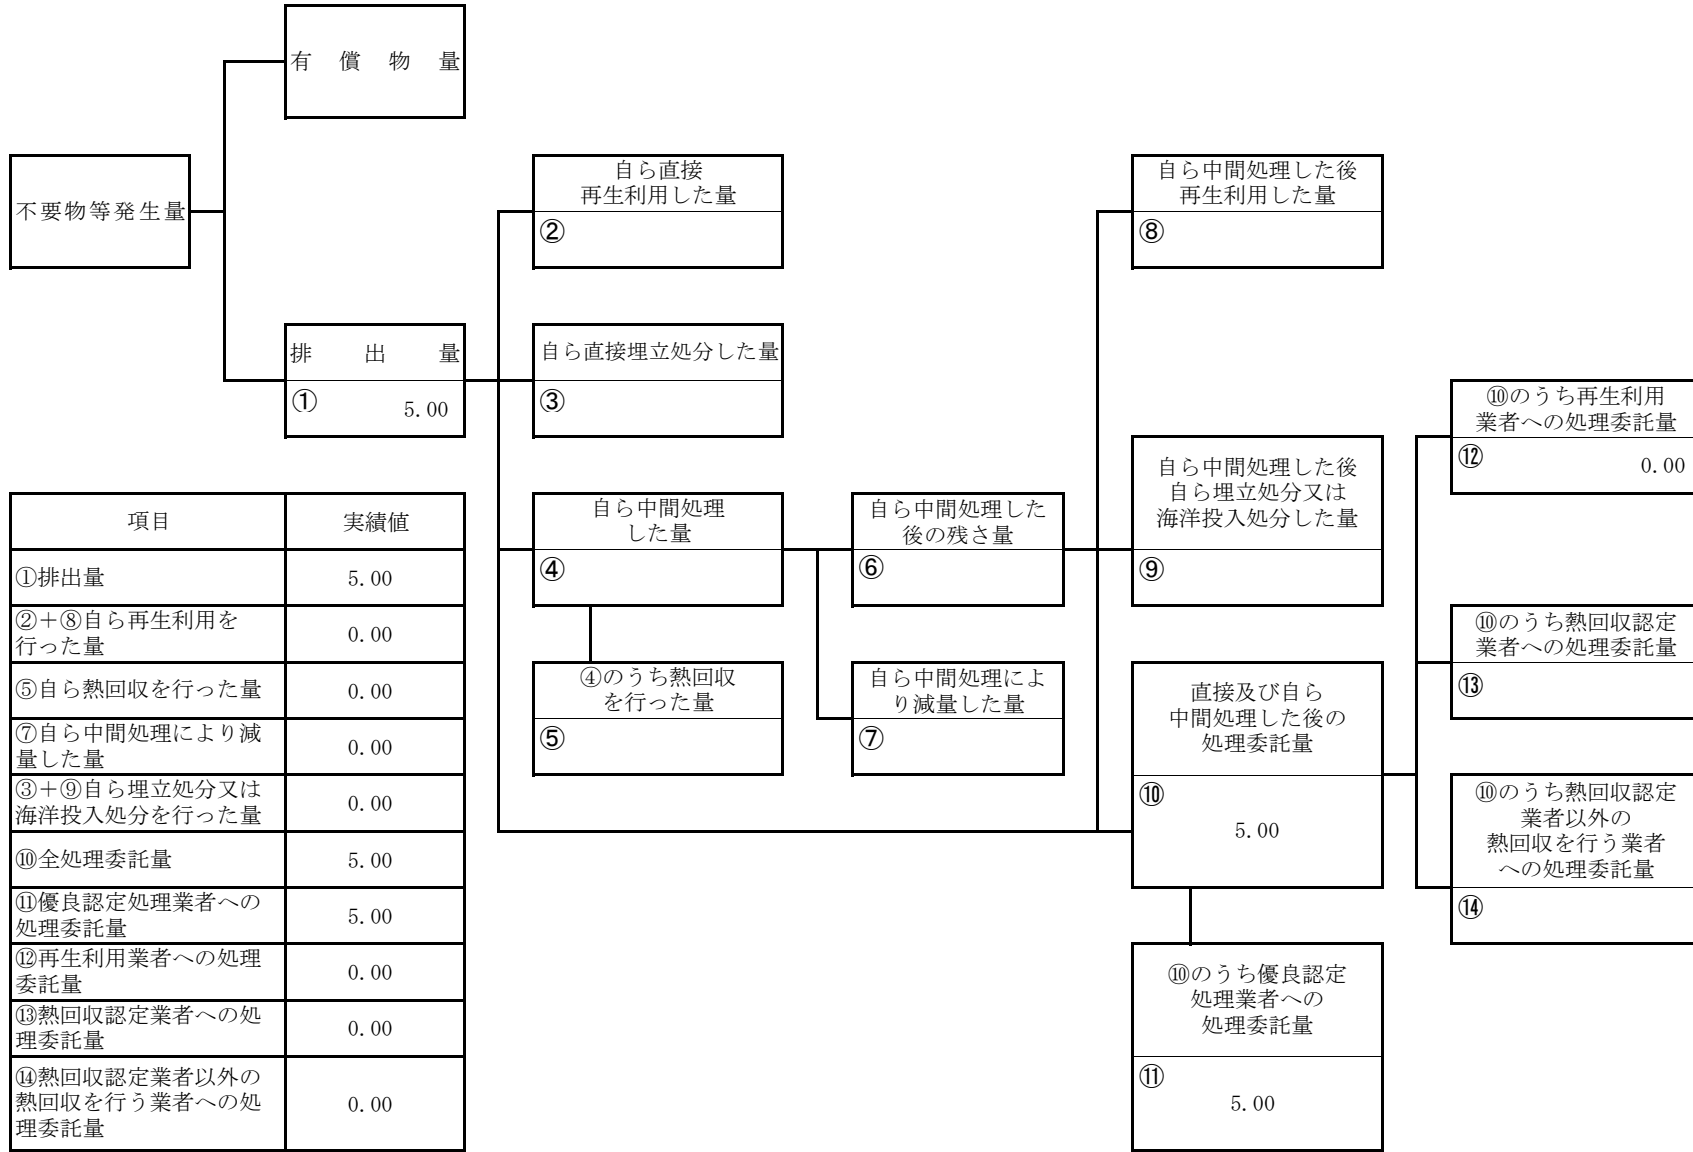 有償物量
不要物等発生量
自ら直接
再生利用した量
②
自ら中間処理した後
再生利用した量
⑧
排出量
①
5.00
自ら直接埋立処分した量
③
⑩のうち再生利用
業者への処理委託量
⑫
0.00
自ら中間処理
した量
④
自ら中間処理した
後の残さ量
⑥
自ら中間処理した後
自ら埋立処分又は
海洋投入処分した量
⑨
④のうち熱回収
を行った量
⑤
自ら中間処理によ
り減量した量
⑦
直接及び自ら
中間処理した後の
処理委託量
⑩
5.00
⑩のうち熱回収認定
業者への処理委託量
⑬
⑩のうち熱回収認定
業者以外の
熱回収を行う業者
への処理委託量
⑭
⑩のうち優良認定
処理業者への
処理委託量
⑪
5.00
項目
実績値
①排出量
5.00
②+⑧自ら再生利用を
行った量
0.00
⑤自ら熱回収を行った量
0.00
⑦自ら中間処理により減
量した量
0.00
③+⑨自ら埋立処分又は
海洋投入処分を行った量
0.00
⑩全処理委託量
5.00
⑪優良認定処理業者への
処理委託量
5.00
⑫再生利用業者への処理
委託量
0.00
⑬熱回収認定業者への処
理委託量
0.00
⑭熱回収認定業者以外の
熱回収を行う業者への処
理委託量
0.00